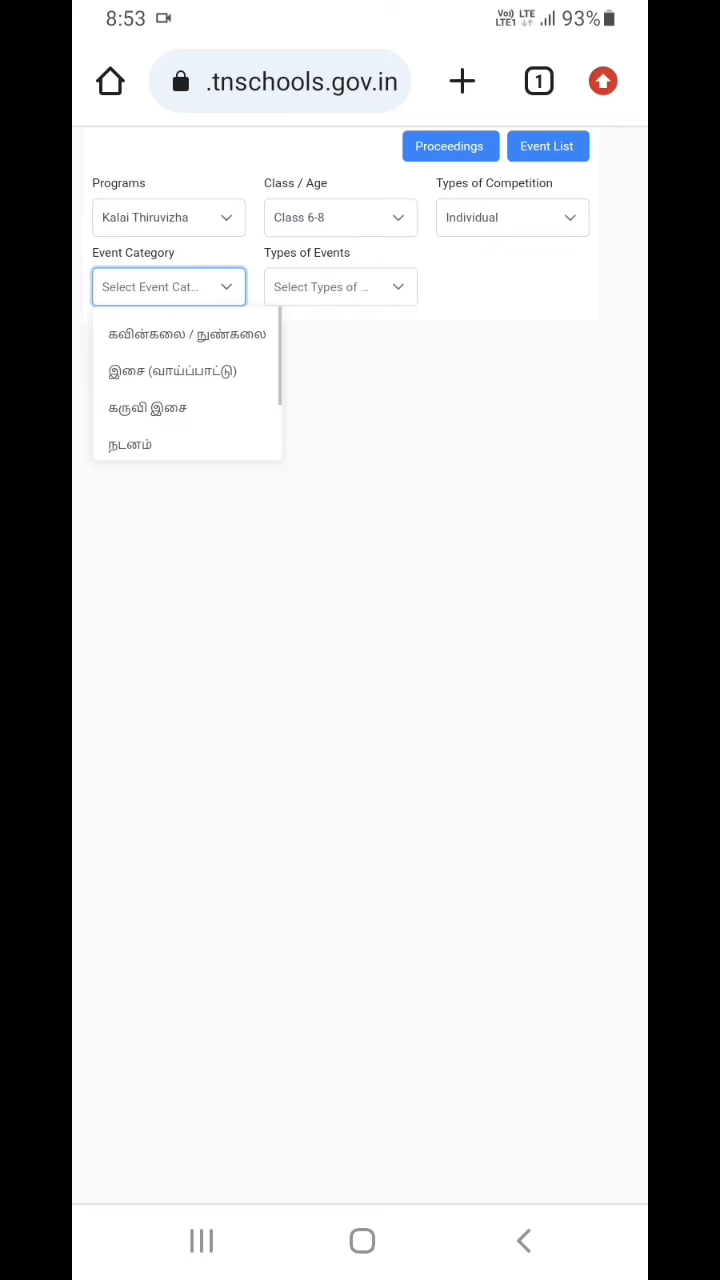 8:53 Vo) LTE1 LTE 93%
.tnschools.gov.in 1
Proceedings Event List
Programs Class / Age Types of Competition
Kalai Thiruvizha Class 6-8 Individual
Event Category Types of Events
Select Event Cat... Select Types of ...
கவின்கலை / நுண்கலை
இசை (வாய்ப்பாட்டு)
கருவி இசை
நடனம்